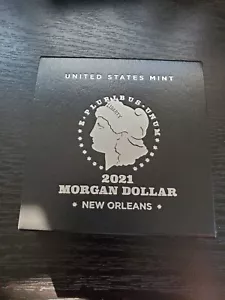 UNITED STATES MINT
E·PLURIBUS·UNUM
LIBERTY
2021
MORGAN DOLLAR
★ NEW ORLEANS ★